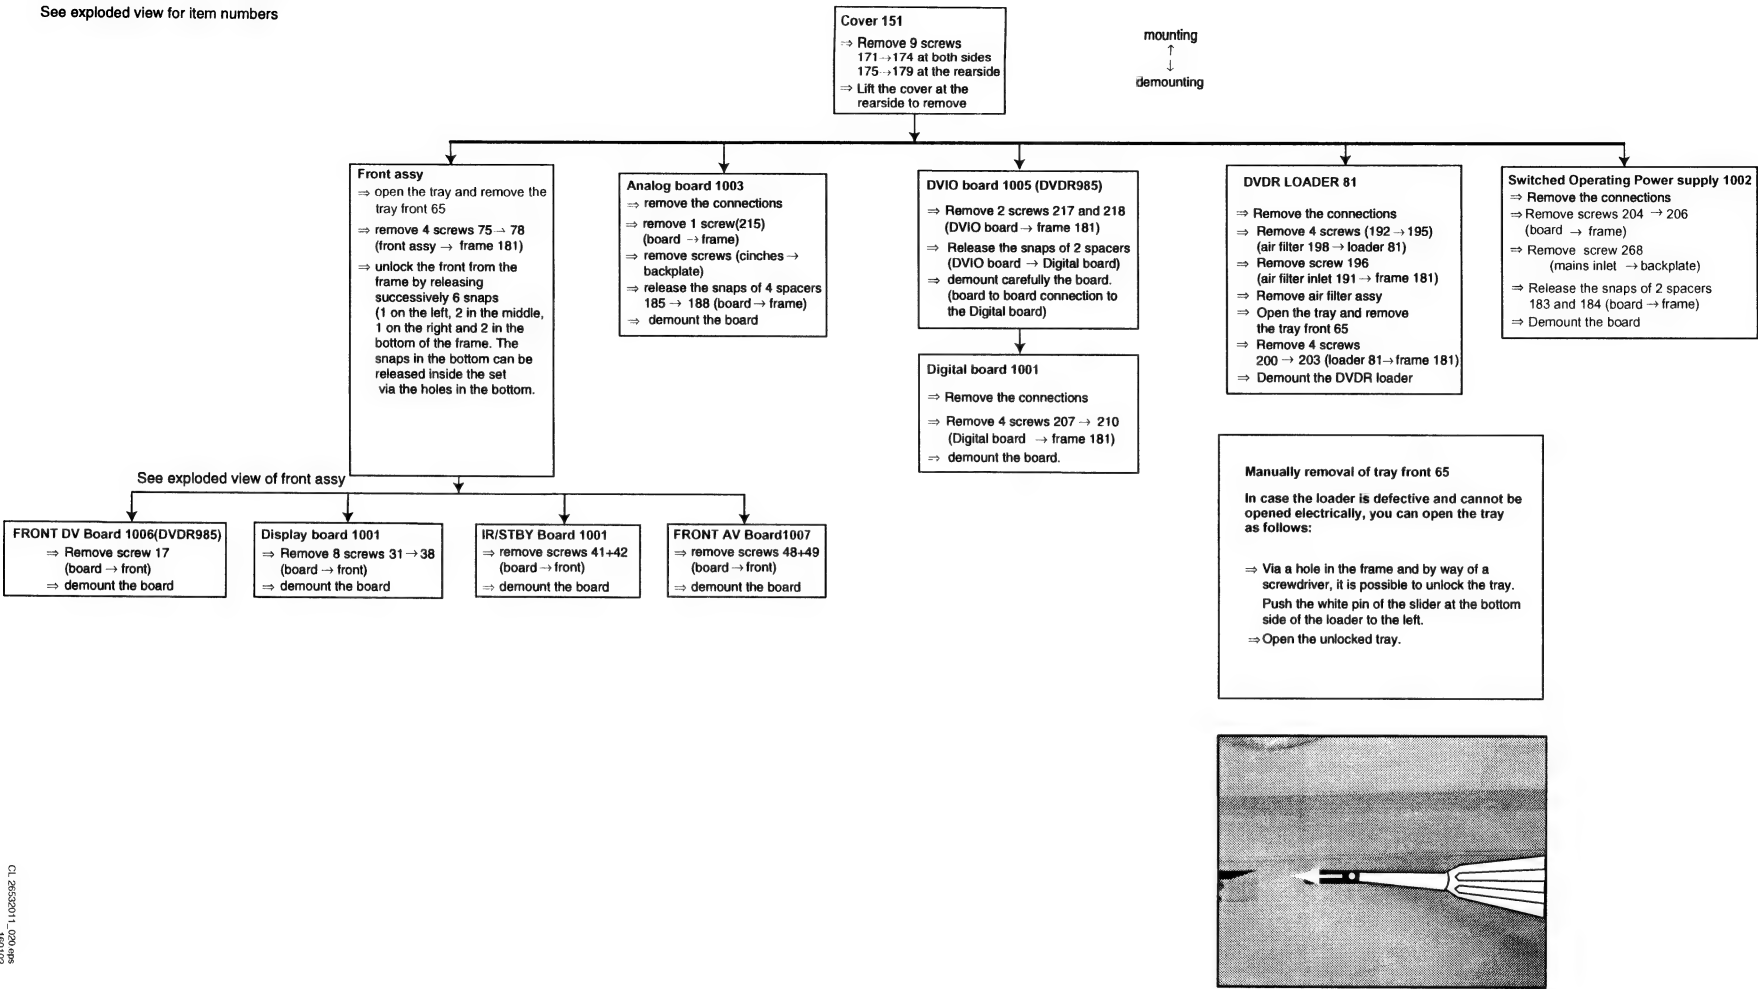 See exploded view for item numbers
Cover 151
⇒ Remove 9 screws
171→174 at both sides
175→179 at the rearside
⇒ Lift the cover at the
rearside to remove
mounting
↑
↓
demounting
Front assy
⇒ open the tray and remove the
tray front 65
⇒ remove 4 screws 75→ 78
(front assy → frame 181)
⇒ unlock the front from the
frame by releasing
successively 6 snaps
(1 on the left, 2 in the middle,
1 on the right and 2 in the
bottom of the frame. The
snaps in the bottom can be
released inside the set
via the holes in the bottom.
Analog board 1003
⇒ remove the connections
⇒ remove 1 screw(215)
(board → frame)
⇒ remove screws (cinches →
backplate)
⇒ release the snaps of 4 spacers
185 → 188 (board → frame)
⇒ demount the board
DVIO board 1005 (DVDR985)
⇒ Remove 2 screws 217 and 218
(DVIO board → frame 181)
⇒ Release the snaps of 2 spacers
(DVIO board → Digital board)
⇒ demount carefully the board.
(board to board connection to
the Digital board)
Digital board 1001
⇒ Remove the connections
⇒ Remove 4 screws 207 → 210
(Digital board → frame 181)
⇒ demount the board.
DVDR LOADER 81
⇒ Remove the connections
⇒ Remove 4 screws (192 → 195)
(air filter 198 → loader 81)
⇒ Remove screw 196
(air filter inlet 191 → frame 181)
⇒ Remove air filter assy
⇒ Open the tray and remove
the tray front 65
⇒ Remove 4 screws
200 → 203 (loader 81→frame 181)
⇒ Demount the DVDR loader
Switched Operating Power supply 1002
⇒ Remove the connections
⇒ Remove screws 204 → 206
(board → frame)
⇒ Remove screw 268
(mains inlet → backplate)
⇒ Release the snaps of 2 spacers
183 and 184 (board → frame)
⇒ Demount the board
See exploded view of front assy
FRONT DV Board 1006(DVDR985)
⇒ Remove screw 17
(board → front)
⇒ demount the board
Display board 1001
⇒ Remove 8 screws 31 → 38
(board → front)
⇒ demount the board
IR/STBY Board 1001
⇒ remove screws 41+42
(board → front)
⇒ demount the board
FRONT AV Board1007
⇒ remove screws 48+49
(board → front)
⇒ demount the board
Manually removal of tray front 65
In case the loader is defective and cannot be
opened electrically, you can open the tray
as follows:
⇒ Via a hole in the frame and by way of a
screwdriver, it is possible to unlock the tray.
Push the white pin of the slider at the bottom
side of the loader to the left.
⇒ Open the unlocked tray.
CL 26532011_020.eps